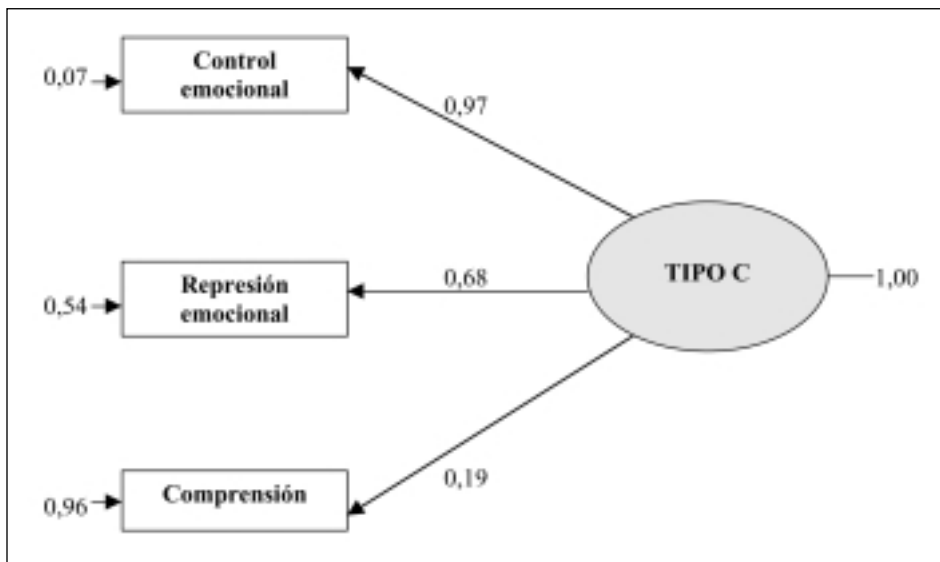 Control
emocional
0,07
0,97
Represión
emocional
0,54
0,68
TIPO C
1,00
Comprensión
0,96
0,19